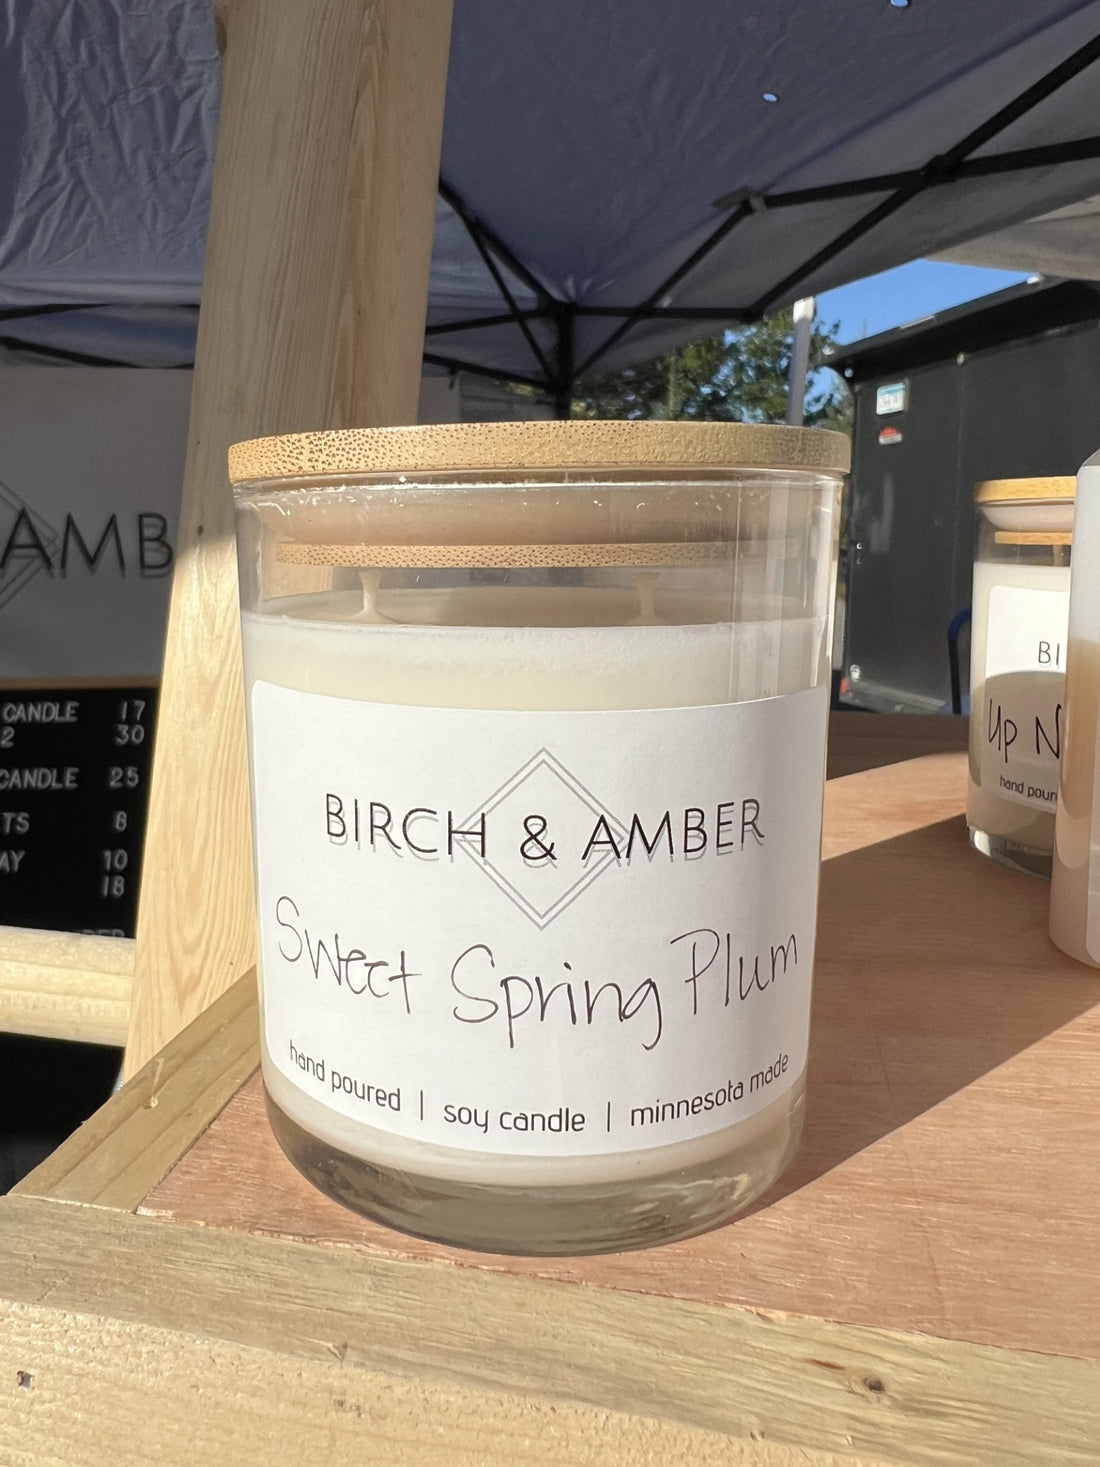 BIRCH & AMBER
Sweet Spring Plum
hand poured | soy candle | minnesota made
AMB
CANDLE 17
2 30
CANDLE 25
TS 8
AY 10
18
BI
Up N
hand pour